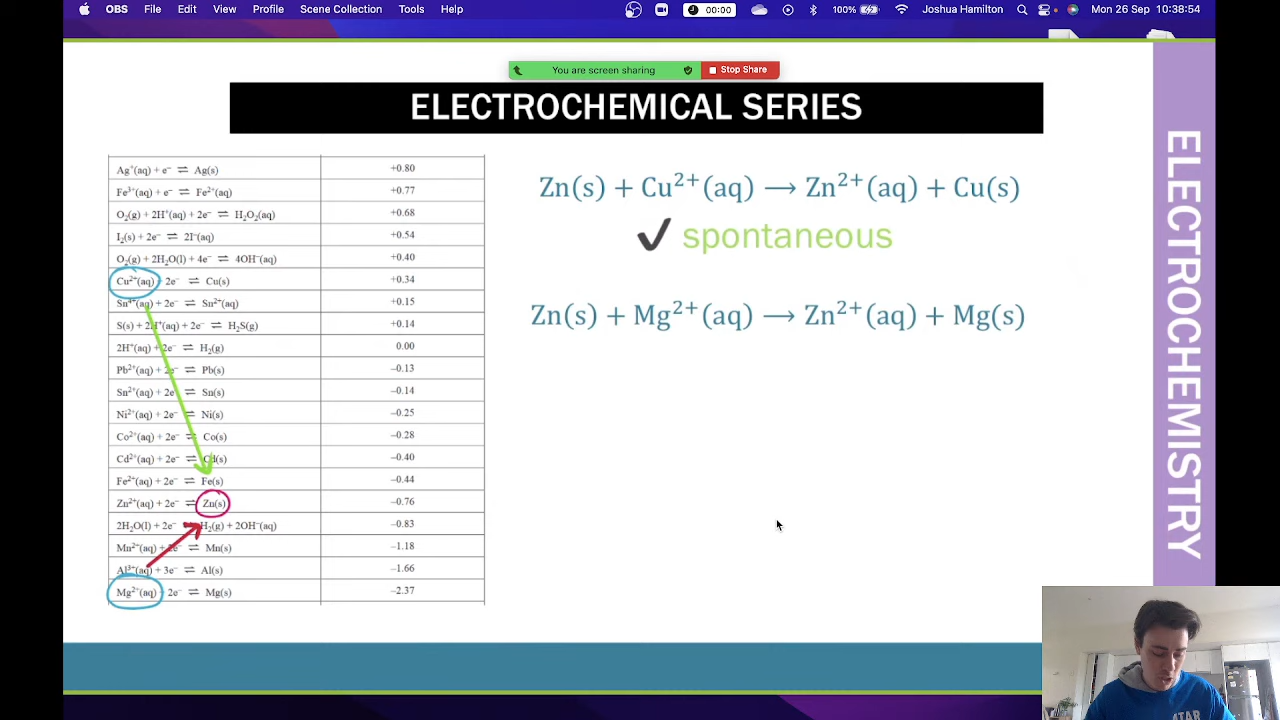 OBS File Edit View Profile Scene Collection Tools Help 00:00 100% Joshua Hamilton Mon 26 Sep 10:38:54
You are screen sharing Stop Share
ELECTROCHEMICAL SERIES
ELECTROCHEMISTRY
Ag⁺(aq) + e⁻ ⇌ Ag(s) +0.80
Fe³⁺(aq) + e⁻ ⇌ Fe²⁺(aq) +0.77
O₂(g) + 2H⁺(aq) + 2e⁻ ⇌ H₂O₂(aq) +0.68
I₂(s) + 2e⁻ ⇌ 2I⁻(aq) +0.54
O₂(g) + 2H₂O(l) + 4e⁻ ⇌ 4OH⁻(aq) +0.40
Cu²⁺(aq) + 2e⁻ ⇌ Cu(s) +0.34
Sn⁴⁺(aq) + 2e⁻ ⇌ Sn²⁺(aq) +0.15
S(s) + 2H⁺(aq) + 2e⁻ ⇌ H₂S(g) +0.14
2H⁺(aq) + 2e⁻ ⇌ H₂(g) 0.00
Pb²⁺(aq) + 2e⁻ ⇌ Pb(s) –0.13
Sn²⁺(aq) + 2e⁻ ⇌ Sn(s) –0.14
Ni²⁺(aq) + 2e⁻ ⇌ Ni(s) –0.25
Co²⁺(aq) + 2e⁻ ⇌ Co(s) –0.28
Cd²⁺(aq) + 2e⁻ ⇌ Cd(s) –0.40
Fe²⁺(aq) + 2e⁻ ⇌ Fe(s) –0.44
Zn²⁺(aq) + 2e⁻ ⇌ Zn(s) –0.76
2H₂O(l) + 2e⁻ ⇌ H₂(g) + 2OH⁻(aq) –0.83
Mn²⁺(aq) + 2e⁻ ⇌ Mn(s) –1.18
Al³⁺(aq) + 3e⁻ ⇌ Al(s) –1.66
Mg²⁺(aq) + 2e⁻ ⇌ Mg(s) –2.37
Zn(s) + Cu²⁺(aq) ⟶ Zn²⁺(aq) + Cu(s)
✓ spontaneous
Zn(s) + Mg²⁺(aq) ⟶ Zn²⁺(aq) + Mg(s)